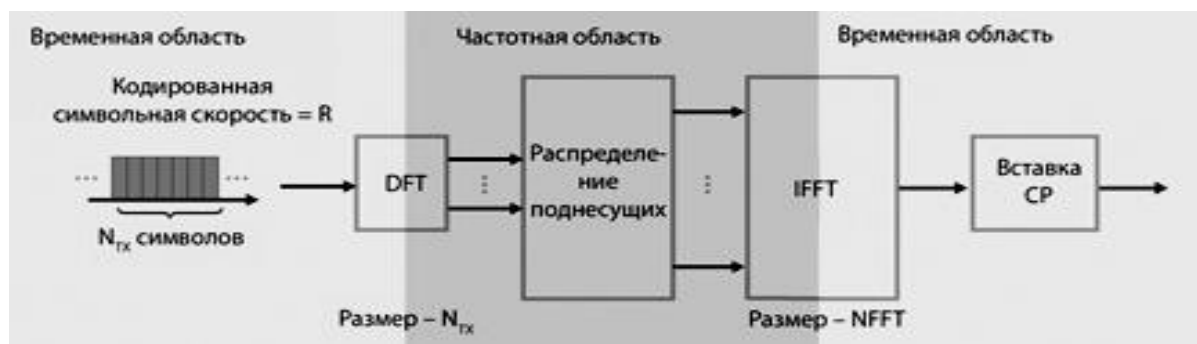 Временная область
Частотная область
Временная область
Кодированная
символьная скорость = R
... ...
N_TX символов
DFT
Распределе-
ние
поднесущих
IFFT
Вставка
CP
Размер – N_TX
Размер – NFFT